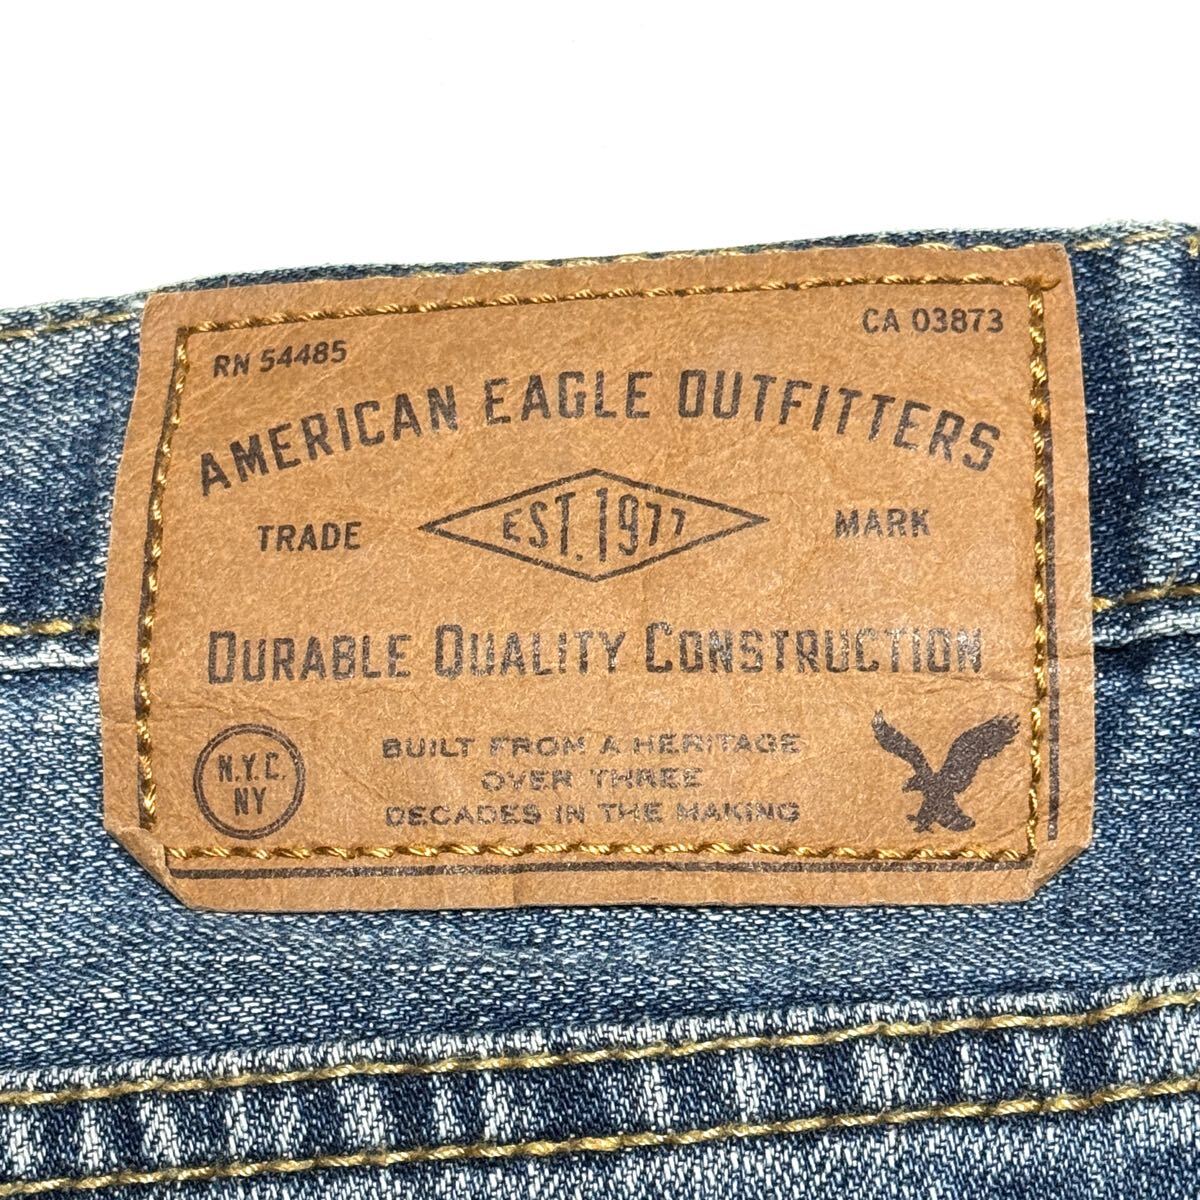 RN 54485
CA 03873
AMERICAN EAGLE OUTFITTERS
TRADE
EST. 1977
MARK
DURABLE QUALITY CONSTRUCTION
N.Y.C.
NY
BUILT FROM A HERITAGE
OVER THREE
DECADES IN THE MAKING